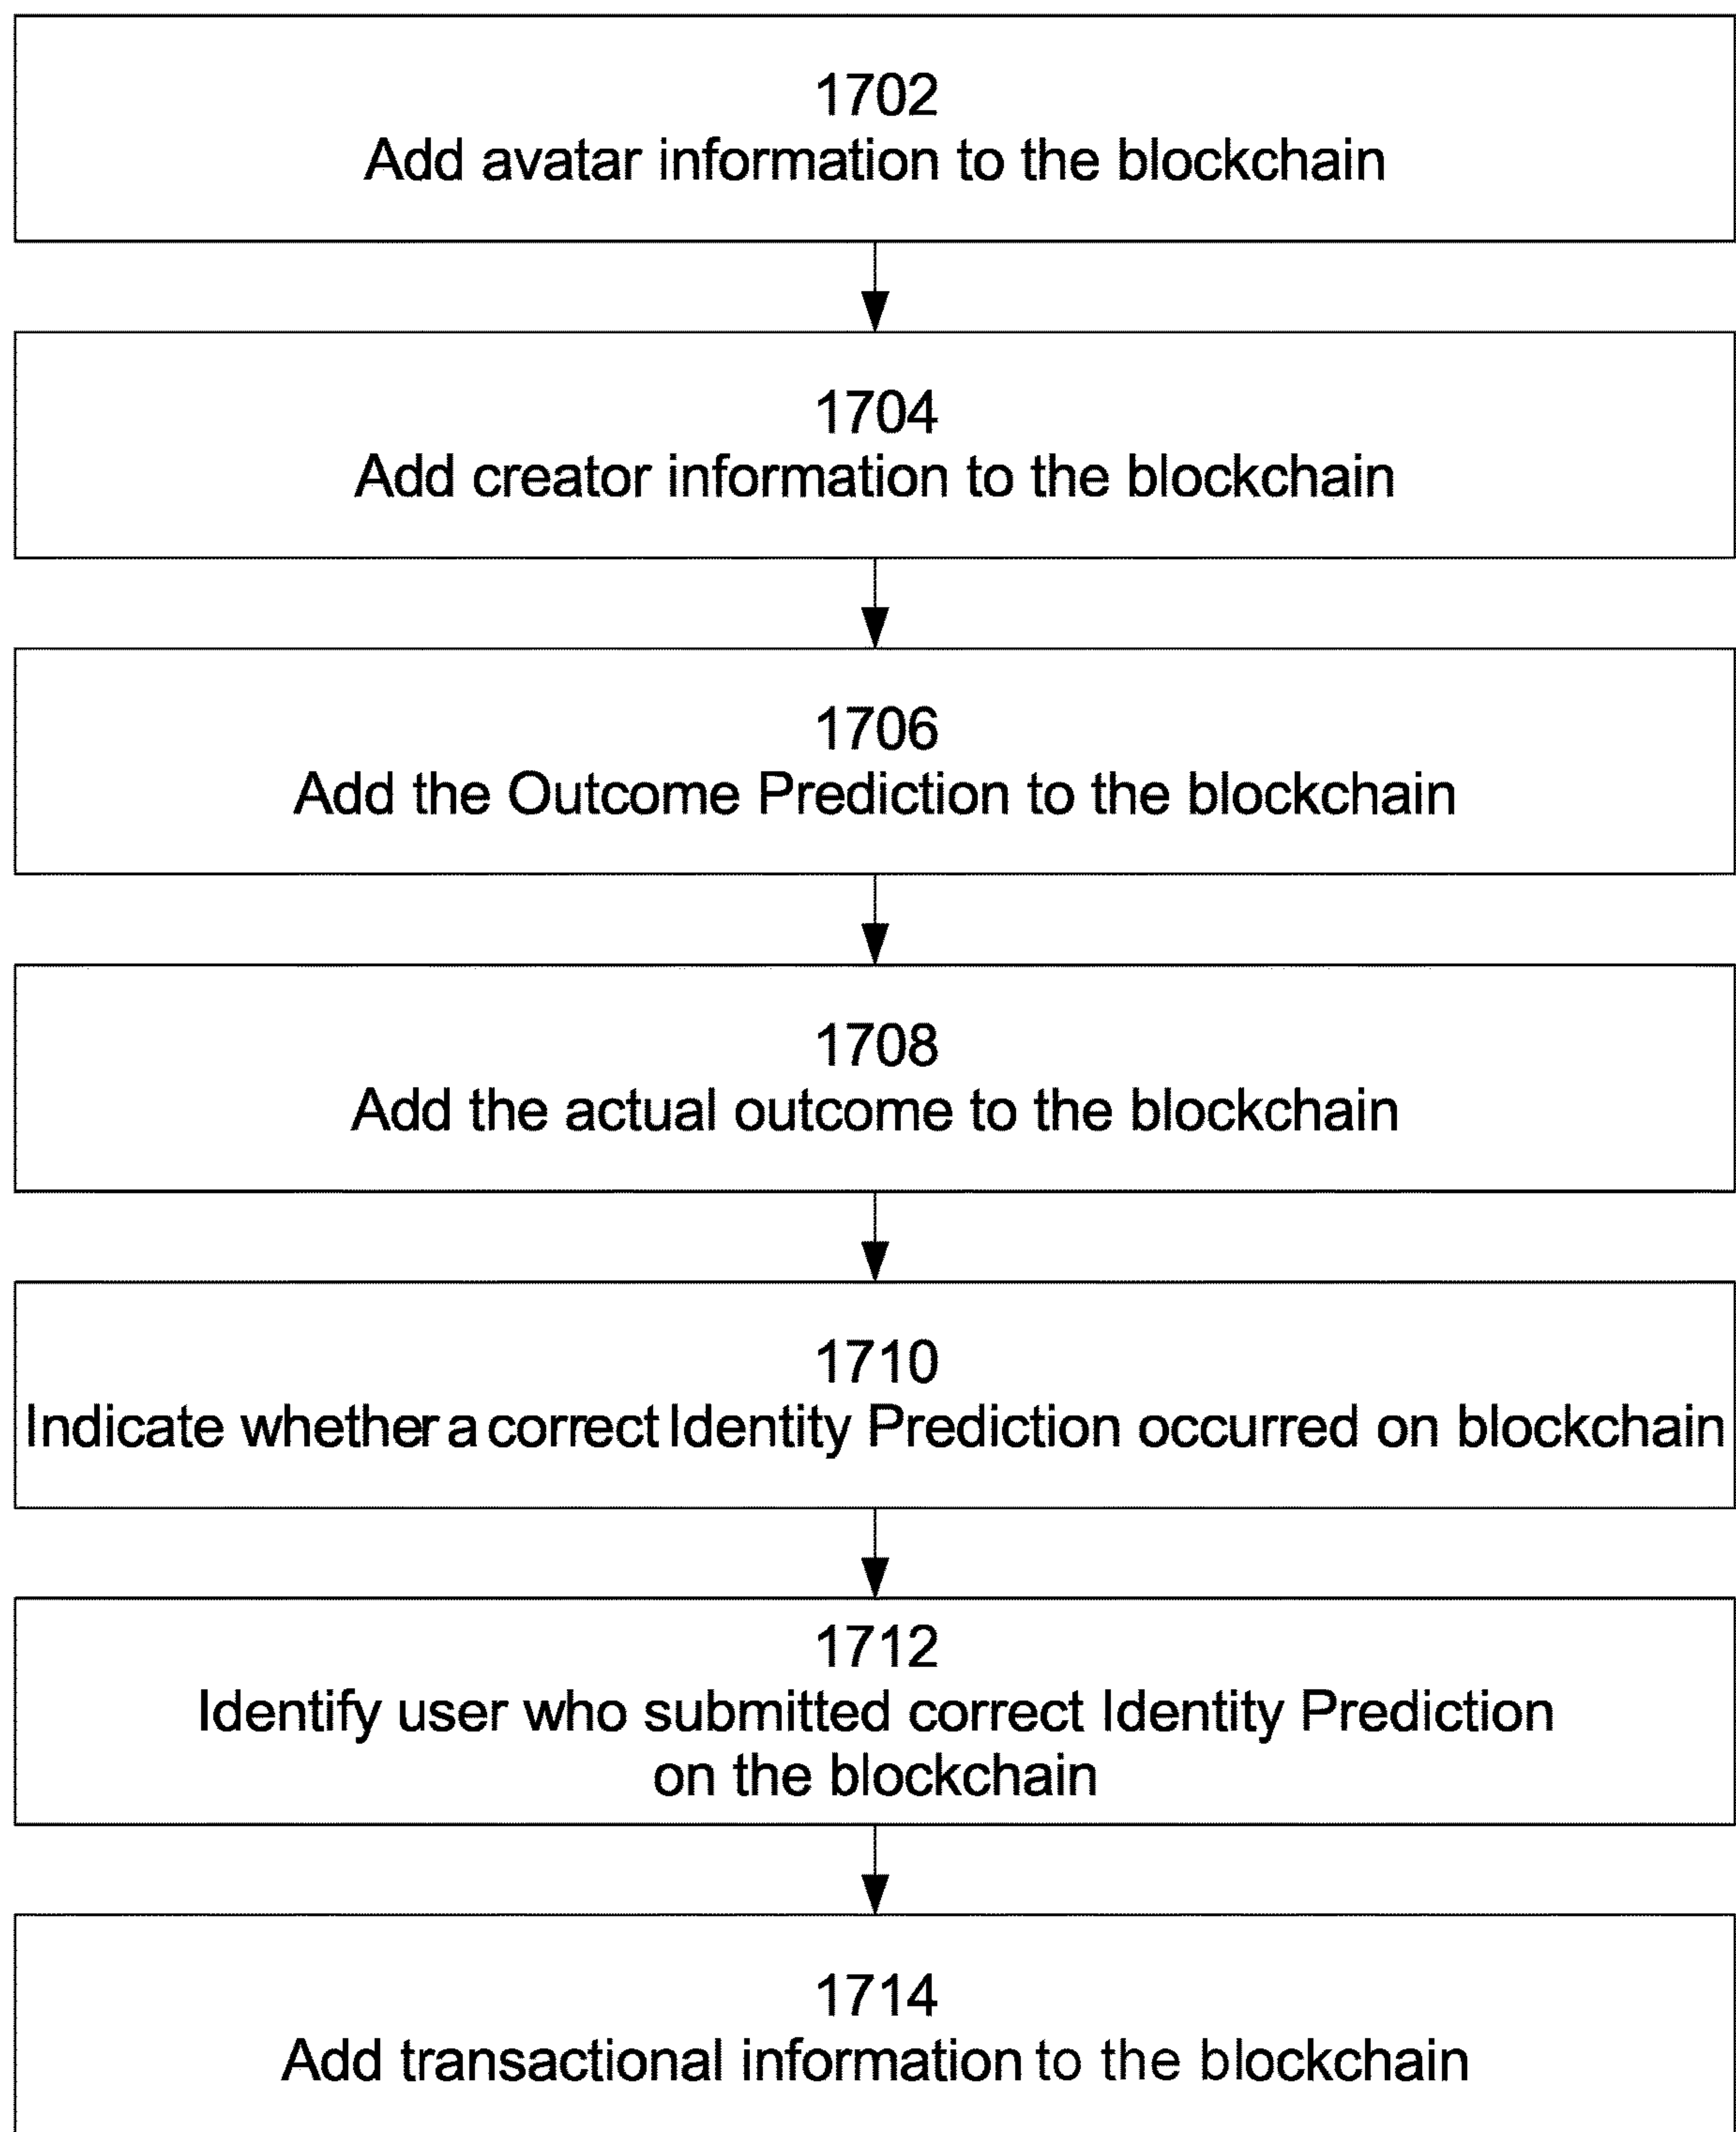 1702
Add avatar information to the blockchain
1704
Add creator information to the blockchain
1706
Add the Outcome Prediction to the blockchain
1708
Add the actual outcome to the blockchain
1710
Indicate whether a correct Identity Prediction occurred on blockchain
1712
Identify user who submitted correct Identity Prediction
on the blockchain
1714
Add transactional information to the blockchain